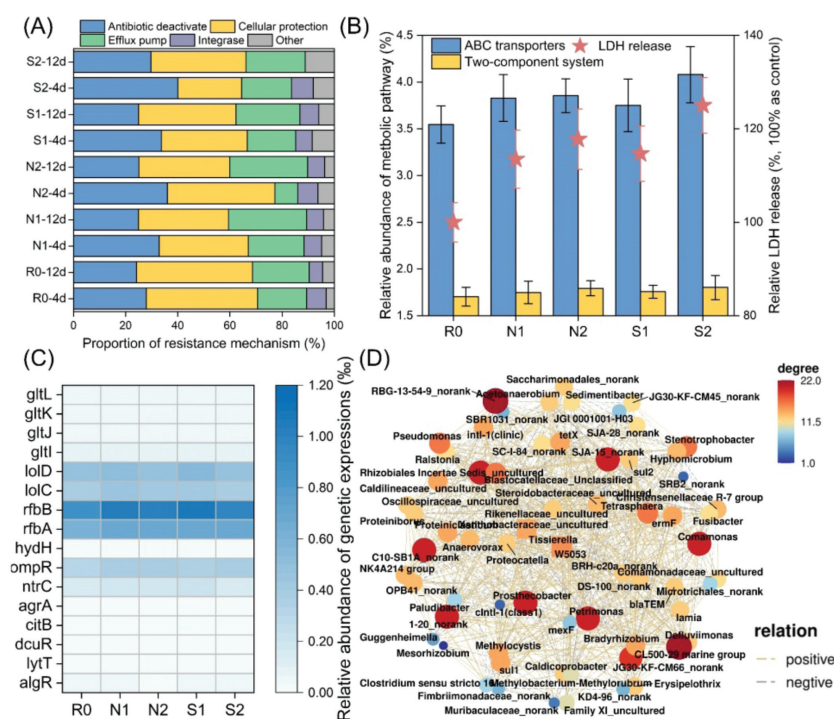 (A)
Antibiotic deactivate
Cellular protection
Efflux pump
Integrase
Other
S2-12d
S2-4d
S1-12d
S1-4d
N2-12d
N2-4d
N1-12d
N1-4d
R0-12d
R0-4d
0 20 40 60 80 100
Proportion of resistance mechanism (%)
(B)
ABC transporters
LDH release
Two-component system
Relative abundance of metbolic pathway (%)
4.5
4.0
3.5
3.0
2.5
2.0
1.5
R0 N1 N2 S1 S2
140
120
100
80
Relative LDH release (%, 100% as control)
(C)
gltL
gltK
gltJ
gltI
lolD
lolC
rfbB
rfbA
hydH
ompR
ntrC
agrA
citB
dcuR
lytT
algR
R0 N1 N2 S1 S2
1.20
1.00
0.80
0.60
0.40
0.20
0.00
Relative abundance of genetic expressions (‰)
(D)
degree
22.0
11.5
1.0
relation
positive
negtive
Saccharimonadales_norank
RBG-13-54-9_norank
Acetoanaerobium
Sedimentibacter
JG30-KF-CM45_norank
SBR1031_norank
JGI 0001001-H03
intI-1(clinic)
tetX
SJA-28_norank
Pseudomonas
Stenotrophobacter
Ralstonia
SC-I-84_norank
SJA-15_norank
Hyphomicrobium
Rhizobiales Incertae Sedis_uncultured
sul2
SRB2_norank
Caldilineaceae_uncultured
Blastocatellaceae_Unclassified
Steroidobacteraceae_uncultured
Christensenellaceae R-7 group
Oscillospiraceae_uncultured
Tetrasphaera
Rikenellaceae_uncultured
Proteiniborus
ermF
Fusibacter
Xanthobacteraceae_uncultured
Tissierella
Comamonas
Anaerovorax
W5053
C10-SB1A_norank
Proteocatella
BRH-c20a_norank
NK4A214 group
Comamonadaceae_uncultured
OPB41_norank
DS-100_norank
Microtrichales_norank
Prosthecobacter
blaTEM
Paludibacter
cIntI-1(class1)
Petrimonas
lamia
1-20_norank
mexF
Defluviimonas
Guggenheimella
Bradyrhizobium
Mesorhizobium
Methylocystis
CL500-29 marine group
sul1
JG30-KF-CM66_norank
Caldicoprobacter
Clostridium sensu stricto 16
Methylobacterium-Methylorubrum
Erysipelothrix
Fimbriimonadaceae_norank
KD4-96_norank
Muribaculaceae_norank
Family XI_uncultured